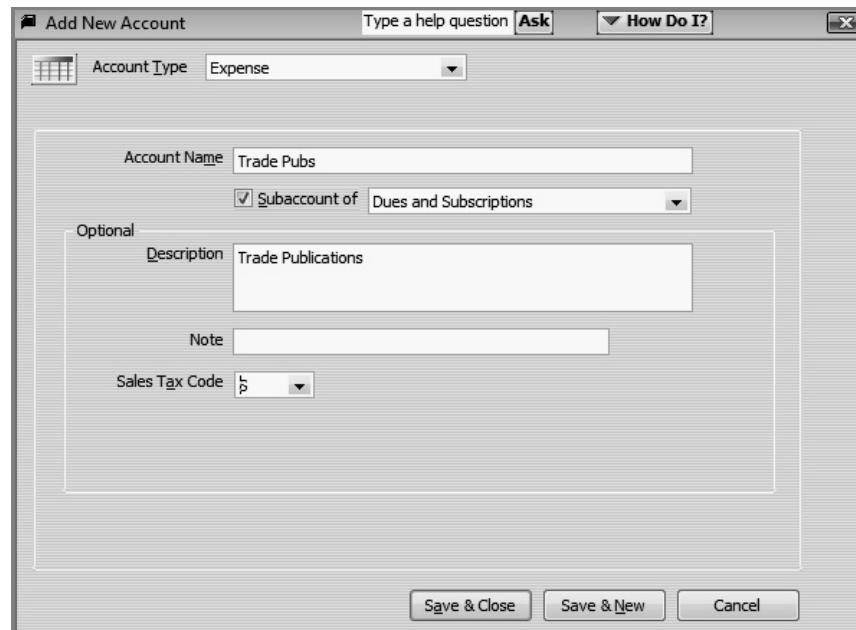 Add New Account Type a help question Ask How Do I?
Account Type Expense
Account Name Trade Pubs
Subaccount of Dues and Subscriptions
Optional
Description Trade Publications
Note
Sales Tax Code
Save & Close Save & New Cancel